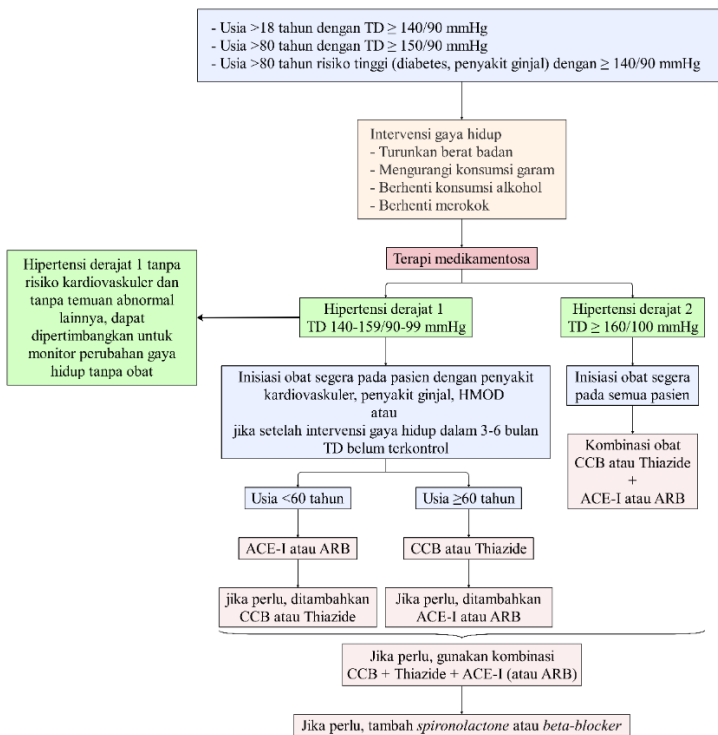 - Usia >18 tahun dengan TD ≥ 140/90 mmHg
- Usia >80 tahun dengan TD ≥ 150/90 mmHg
- Usia >80 tahun risiko tinggi (diabetes, penyakit ginjal) dengan ≥ 140/90 mmHg
Intervensi gaya hidup
- Turunkan berat badan
- Mengurangi konsumsi garam
- Berhenti konsumsi alkohol
- Berhenti merokok
Terapi medikamentosa
Hipertensi derajat 1 tanpa
risiko kardiovaskuler dan
tanpa temuan abnormal
lainnya, dapat
dipertimbangkan untuk
monitor perubahan gaya
hidup tanpa obat
Hipertensi derajat 1
TD 140-159/90-99 mmHg
Hipertensi derajat 2
TD ≥ 160/100 mmHg
Inisiasi obat segera pada pasien dengan penyakit
kardiovaskuler, penyakit ginjal, HMOD
atau
jika setelah intervensi gaya hidup dalam 3-6 bulan
TD belum terkontrol
Inisiasi obat segera
pada semua pasien
Kombinasi obat
CCB atau Thiazide
+
ACE-I atau ARB
Usia <60 tahun
Usia ≥60 tahun
ACE-I atau ARB
CCB atau Thiazide
jika perlu, ditambahkan
CCB atau Thiazide
Jika perlu, ditambahkan
ACE-I atau ARB
Jika perlu, gunakan kombinasi
CCB + Thiazide + ACE-I (atau ARB)
Jika perlu, tambah spironolactone atau beta-blocker